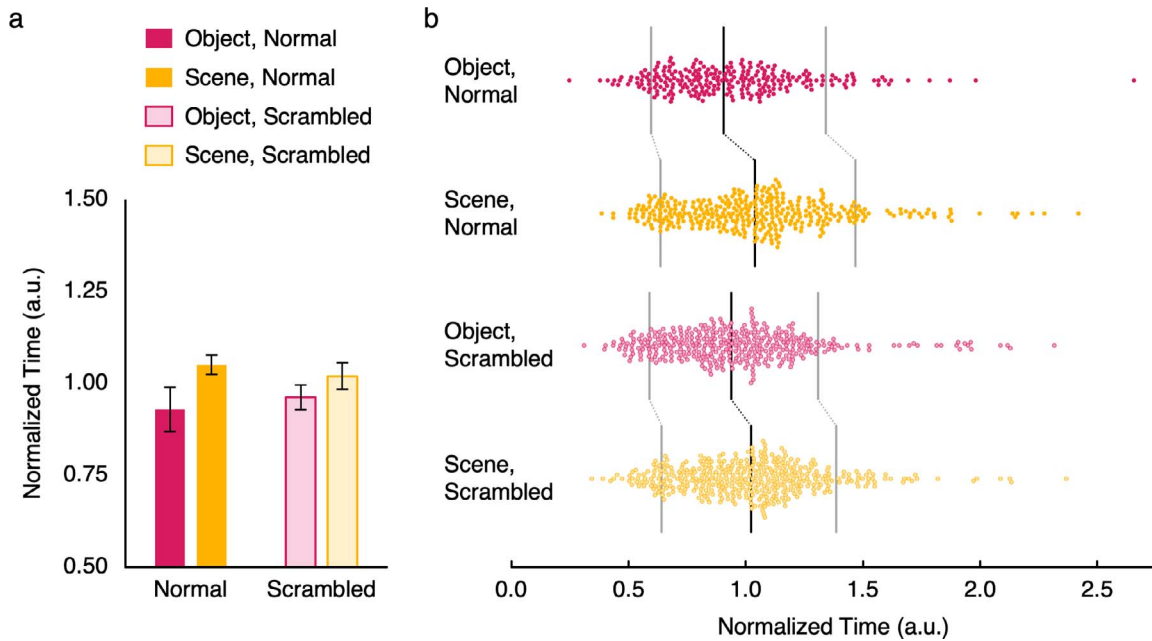 a
Object, Normal
Scene, Normal
Object, Scrambled
Scene, Scrambled
Normalized Time (a.u.)
1.50
1.25
1.00
0.75
0.50
Normal
Scrambled
b
Object,
Normal
Scene,
Normal
Object,
Scrambled
Scene,
Scrambled
0.0
0.5
1.0
1.5
2.0
2.5
Normalized Time (a.u.)